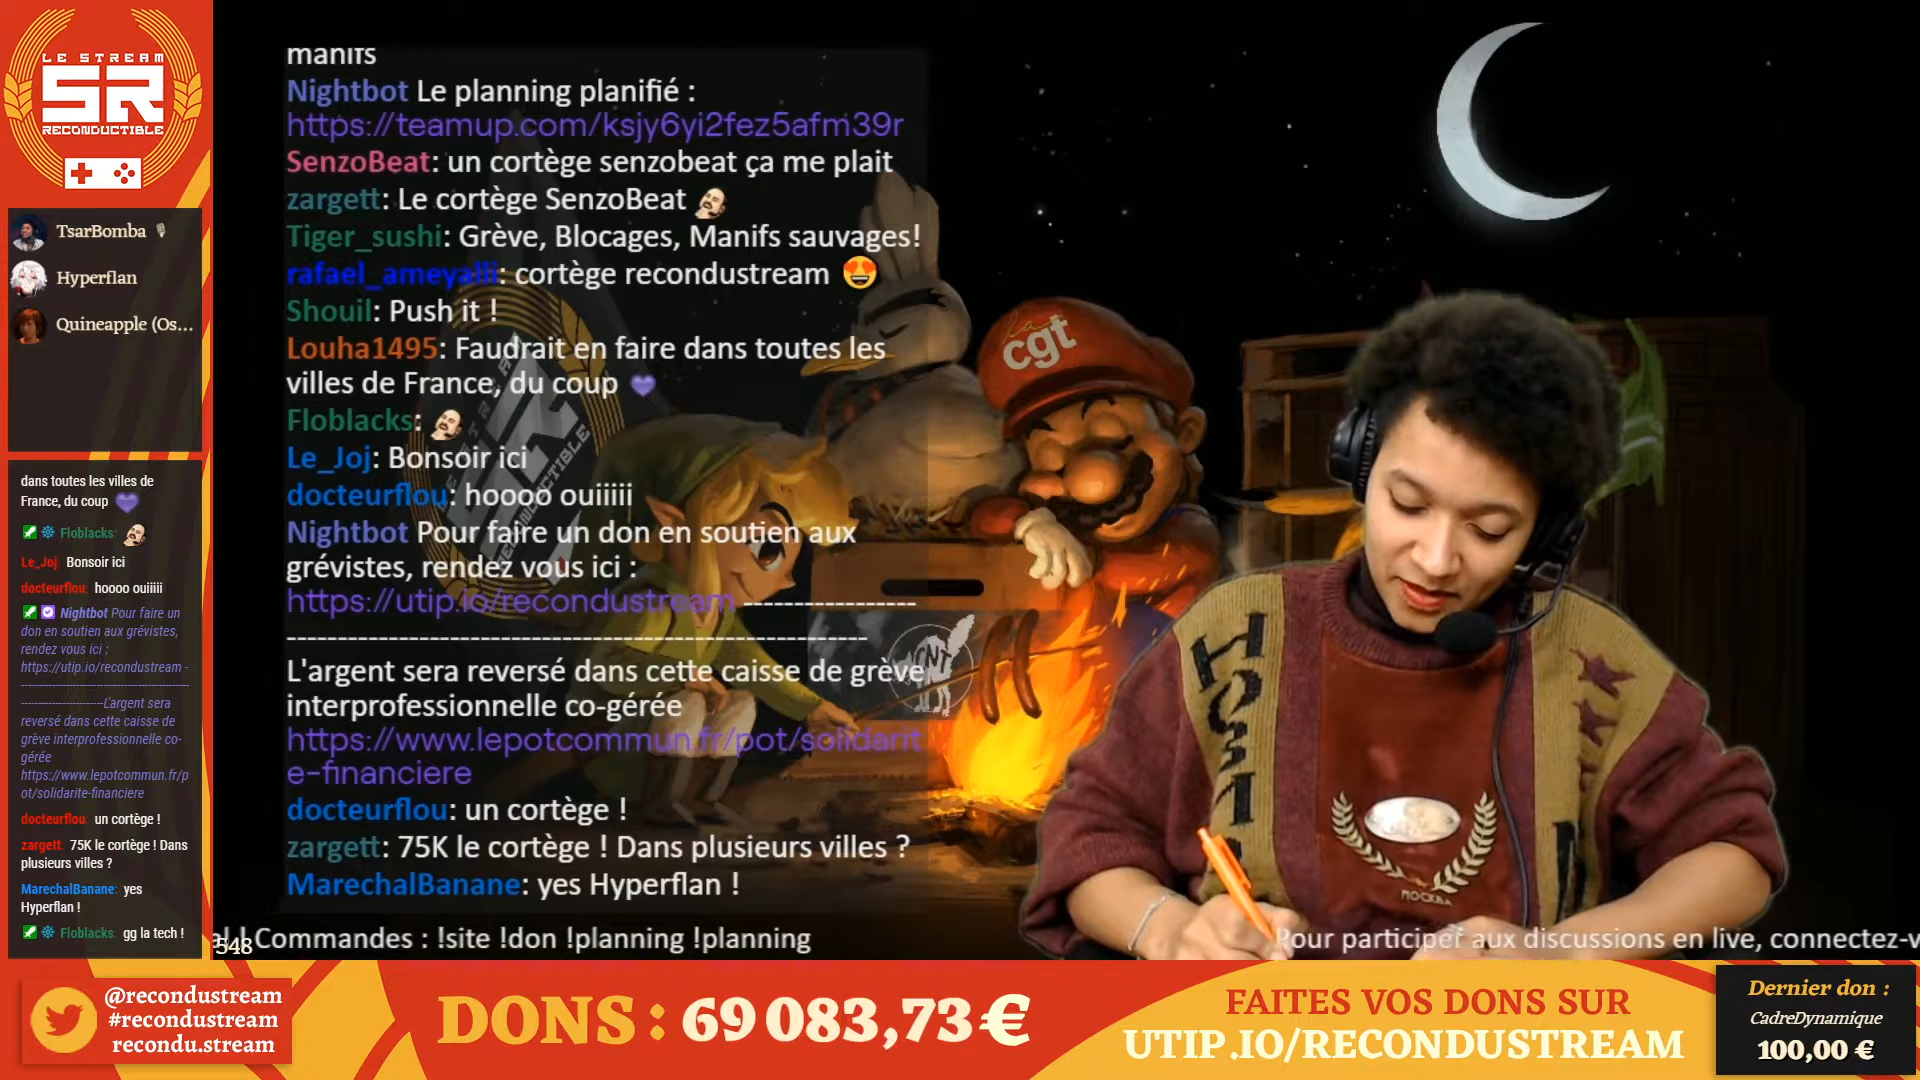 LE STREAM
SR
RECONDUCTIBLE
TsarBomba
Hyperflan
Quineapple (Os...
dans toutes les villes de
France, du coup
Floblacks:
Le_Joj: Bonsoir ici
docteurflou: hoooo ouiiiii
Nightbot Pour faire un
don en soutien aux grévistes,
rendez vous ici :
https://utip.io/recondustream -
L'argent sera
reversé dans cette caisse de
grève interprofessionnelle co-
gérée
https://www.lepotcommun.fr/p
ot/solidarite-financiere
docteurflou: un cortège !
zargett: 75K le cortège ! Dans
plusieurs villes ?
MarechalBanane: yes
Hyperflan !
Floblacks: gg la tech !
manifs
Nightbot Le planning planifié :
https://teamup.com/ksjy6yi2fez5afm39r
SenzoBeat: un cortège senzobeat ça me plait
zargett: Le cortège SenzoBeat
Tiger_sushi: Grève, Blocages, Manifs sauvages!
rafael_ameyalli: cortège recondustream
Shouil: Push it !
Louha1495: Faudrait en faire dans toutes les
villes de France, du coup
Floblacks:
Le_Joj: Bonsoir ici
docteurflou: hoooo ouiiiii
Nightbot Pour faire un don en soutien aux
grévistes, rendez vous ici :
https://utip.io/recondustream -----------------
----------------------------------------------------------
L'argent sera reversé dans cette caisse de grève
interprofessionnelle co-gérée
https://www.lepotcommun.fr/pot/solidarit
e-financiere
docteurflou: un cortège !
zargett: 75K le cortège ! Dans plusieurs villes ?
MarechalBanane: yes Hyperflan !
la cgt
CNT
МОСКВА
548
! Commandes : !site !don !planning !planning
Pour participer aux discussions en live, connectez-v
@recondustream
#recondustream
recondu.stream
DONS : 69 083,73 €
FAITES VOS DONS SUR
UTIP.IO/RECONDUSTREAM
Dernier don :
CadreDynamique
100,00 €